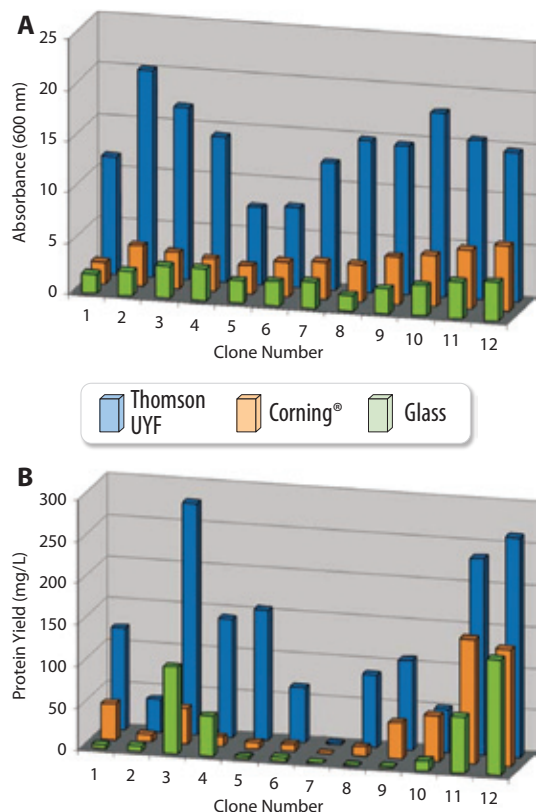 A
Absorbance (600 nm)
25
20
15
10
5
0
1 2 3 4 5 6 7 8 9 10 11 12
Clone Number
Thomson UYF
Corning®
Glass
B
Protein Yield (mg/L)
300
250
200
150
100
50
0
1 2 3 4 5 6 7 8 9 10 11 12
Clone Number